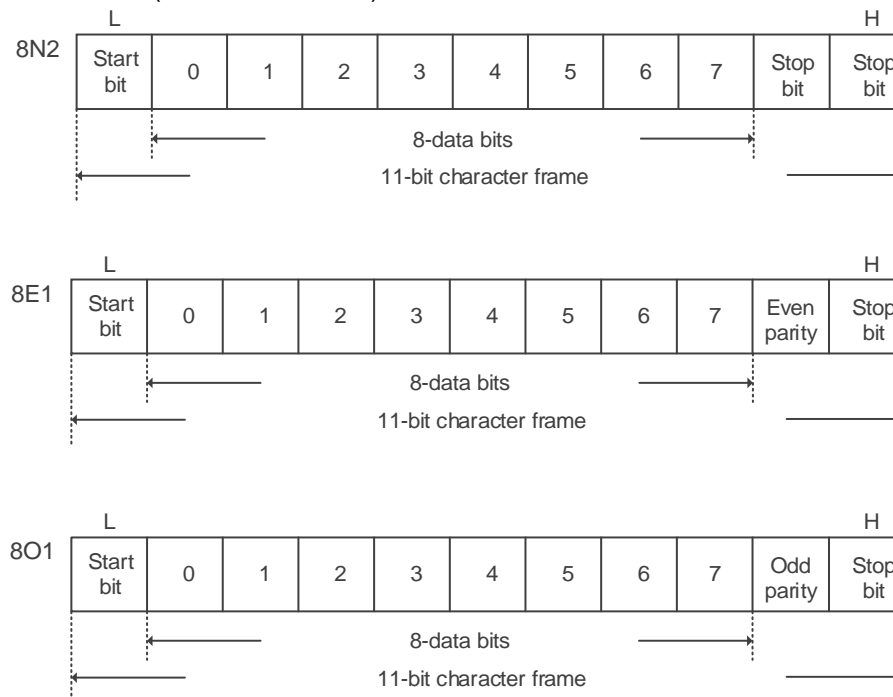 L H
8N2 Start bit 0 1 2 3 4 5 6 7 Stop bit Stop bit
8-data bits
11-bit character frame
L H
8E1 Start bit 0 1 2 3 4 5 6 7 Even parity Stop bit
8-data bits
11-bit character frame
L H
8O1 Start bit 0 1 2 3 4 5 6 7 Odd parity Stop bit
8-data bits
11-bit character frame